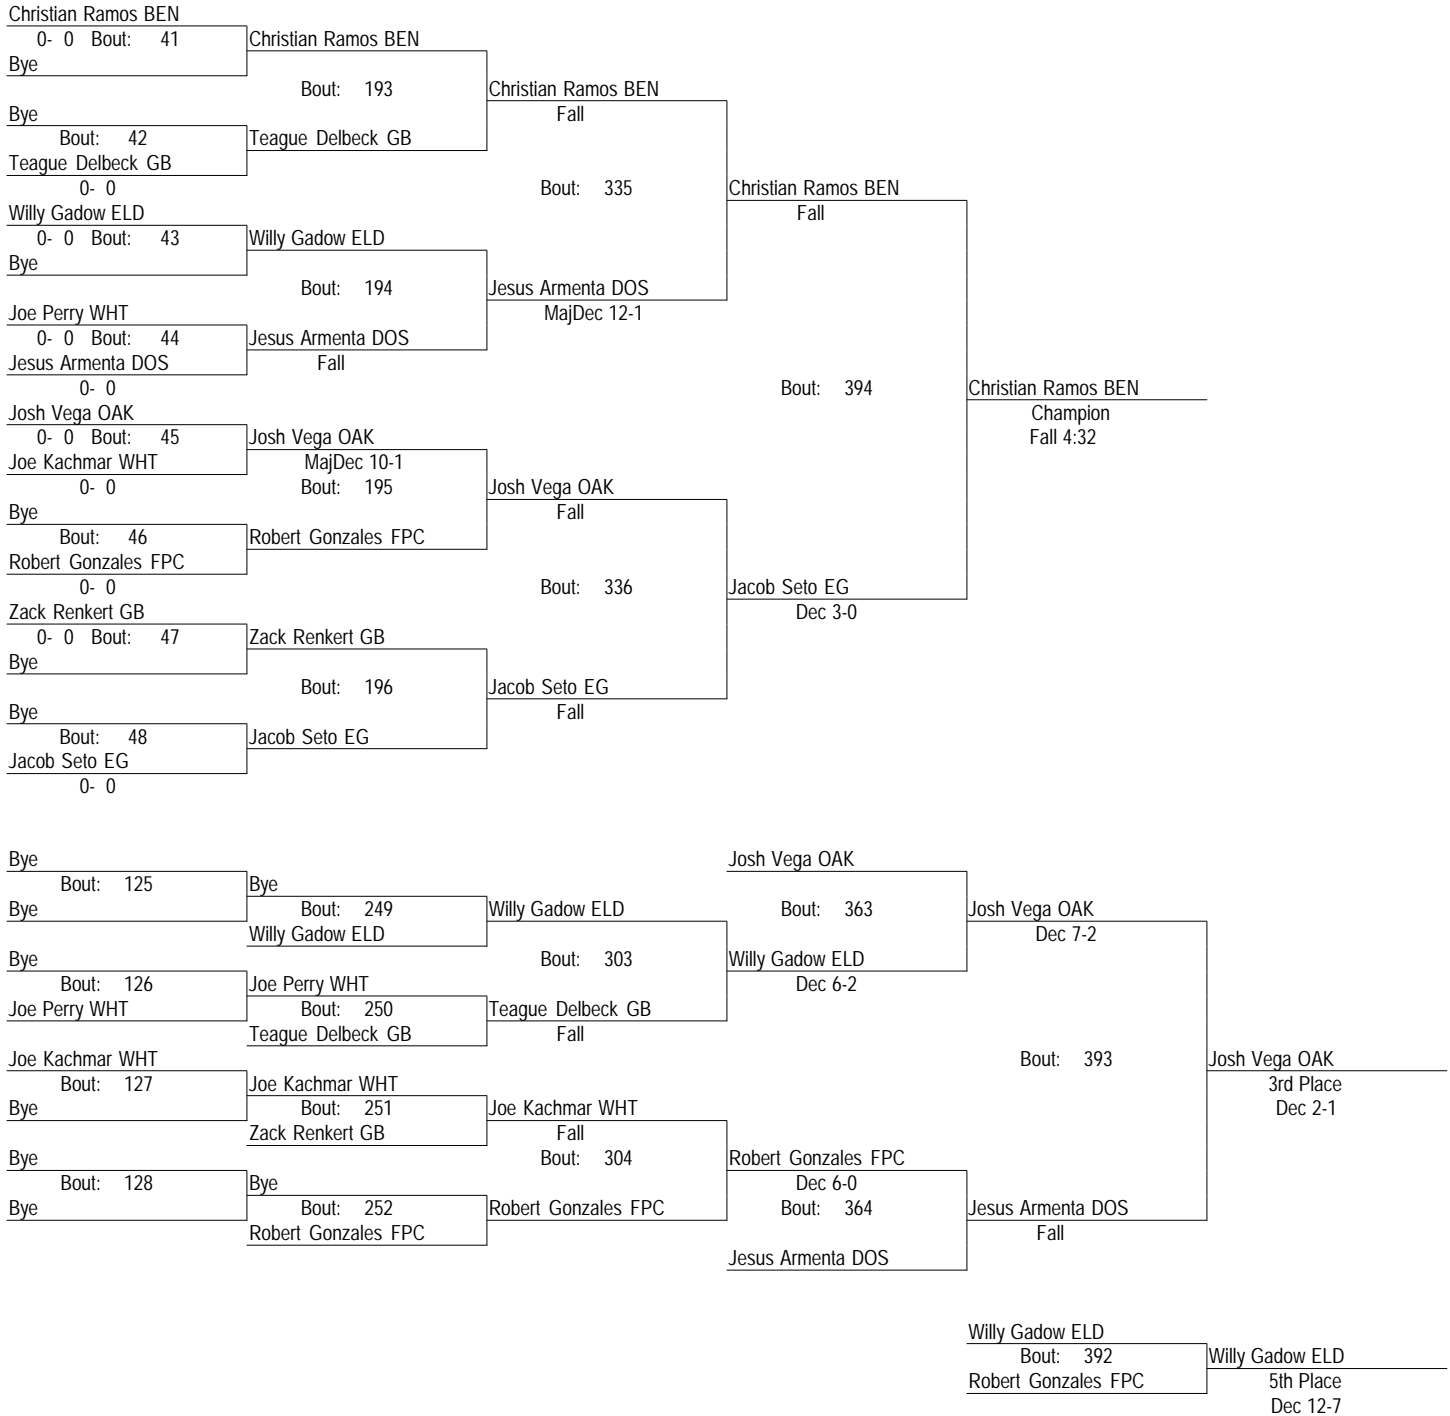 Christian Ramos BEN
0- 0 Bout: 41 Christian Ramos BEN
Bye
Bout: 193 Christian Ramos BEN
Bye Fall
Bout: 42 Teague Delbeck GB
Teague Delbeck GB
0- 0 Bout: 335 Christian Ramos BEN
Willy Gadow ELD Fall
0- 0 Bout: 43 Willy Gadow ELD
Bye
Bout: 194 Jesus Armenta DOS
Joe Perry WHT MajDec 12-1
0- 0 Bout: 44 Jesus Armenta DOS
Jesus Armenta DOS Fall
0- 0 Bout: 394 Christian Ramos BEN
Josh Vega OAK Champion
0- 0 Bout: 45 Josh Vega OAK Fall 4:32
Joe Kachmar WHT MajDec 10-1
0- 0 Bout: 195 Josh Vega OAK
Bye Fall
Bout: 46 Robert Gonzales FPC
Robert Gonzales FPC
0- 0 Bout: 336 Jacob Seto EG
Zack Renkert GB Dec 3-0
0- 0 Bout: 47 Zack Renkert GB
Bye
Bout: 196 Jacob Seto EG
Bye Fall
Bout: 48 Jacob Seto EG
Jacob Seto EG
0- 0
Bye Josh Vega OAK
Bout: 125 Bye
Bye Bout: 249 Willy Gadow ELD Bout: 363 Josh Vega OAK
Willy Gadow ELD Dec 7-2
Bye Bout: 303 Willy Gadow ELD
Bout: 126 Joe Perry WHT Dec 6-2
Joe Perry WHT Bout: 250 Teague Delbeck GB
Teague Delbeck GB Fall
Joe Kachmar WHT Bout: 393 Josh Vega OAK
Bout: 127 Joe Kachmar WHT 3rd Place
Bye Bout: 251 Joe Kachmar WHT Dec 2-1
Zack Renkert GB Fall
Bye Bout: 304 Robert Gonzales FPC
Bout: 128 Bye Dec 6-0
Bye Bout: 252 Robert Gonzales FPC Bout: 364 Jesus Armenta DOS
Robert Gonzales FPC Fall
Jesus Armenta DOS
Willy Gadow ELD
Bout: 392 Willy Gadow ELD
Robert Gonzales FPC 5th Place
Dec 12-7